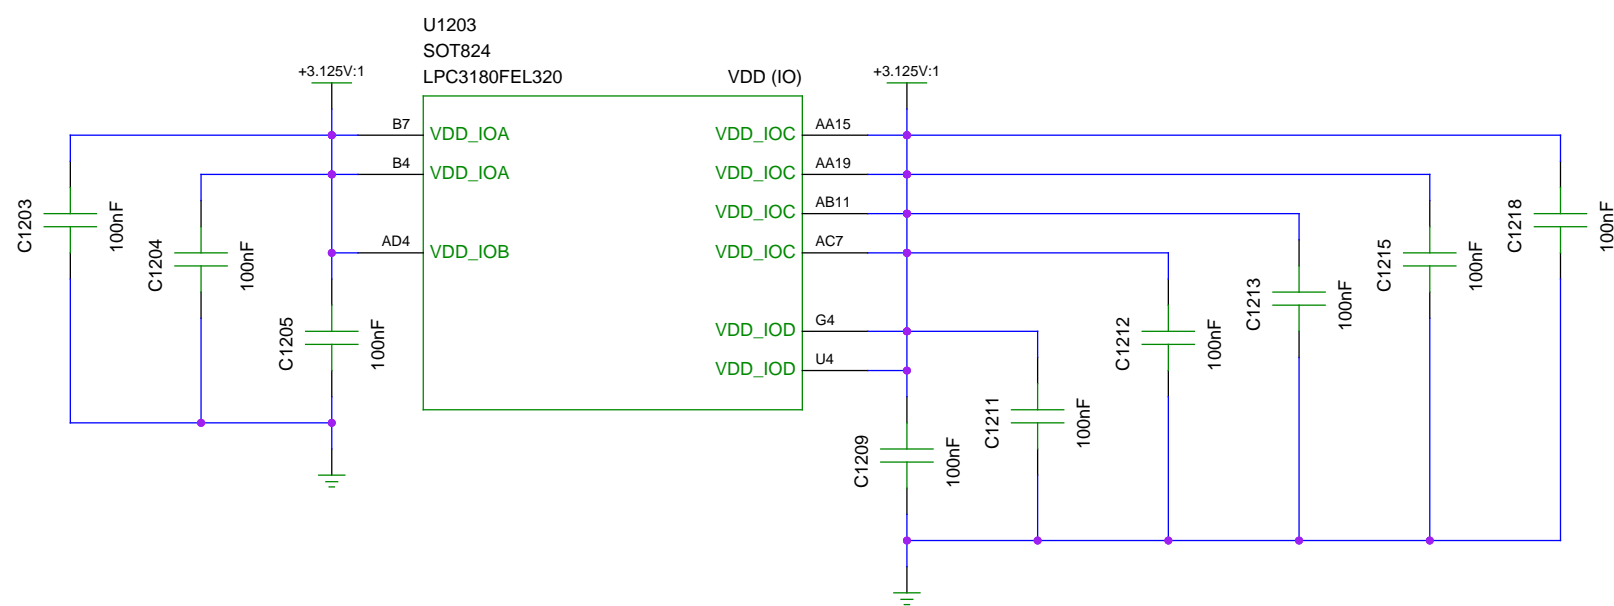 U1203
SOT824
LPC3180FEL320
VDD (IO)
+3.125V:1
+3.125V:1
B7
VDD_IOA
VDD_IOC
AA15
B4
VDD_IOA
VDD_IOC
AA19
VDD_IOC
AB11
AD4
VDD_IOB
VDD_IOC
AC7
VDD_IOD
G4
VDD_IOD
U4
C1203
100nF
C1204
100nF
C1205
100nF
C1209
100nF
C1211
100nF
C1212
100nF
C1213
100nF
C1215
100nF
C1218
100nF